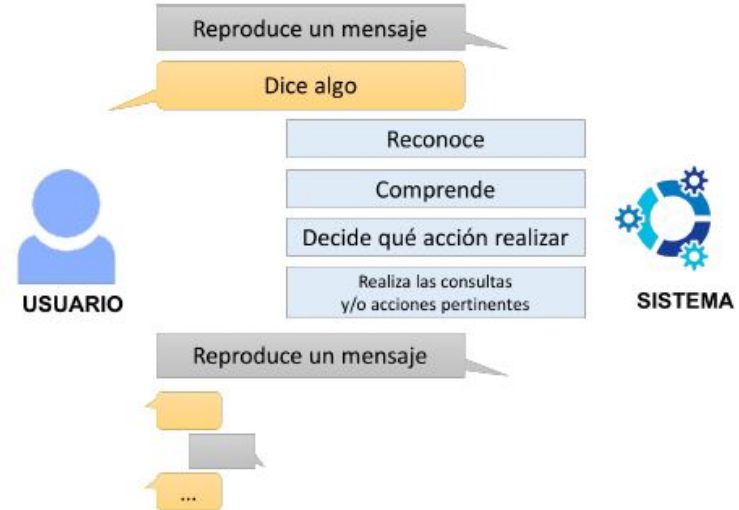 Reproduce un mensaje
Dice algo
Reconoce
Comprende
Decide qué acción realizar
Realiza las consultas
y/o acciones pertinentes
USUARIO
SISTEMA
Reproduce un mensaje
...